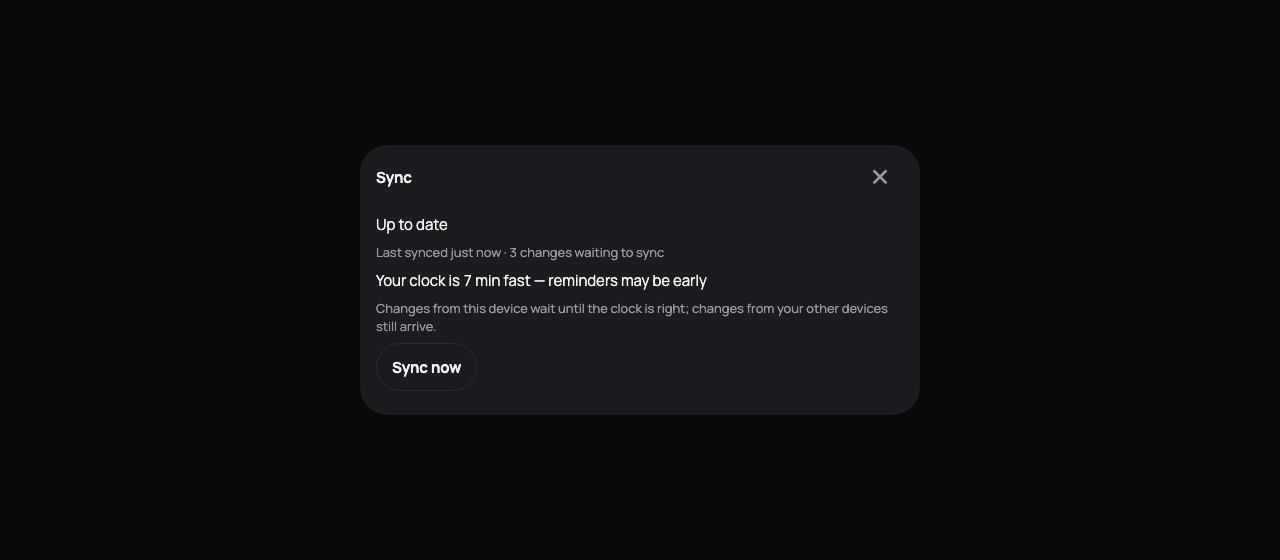 Sync
Up to date
Last synced just now · 3 changes waiting to sync
Your clock is 7 min fast — reminders may be early
Changes from this device wait until the clock is right; changes from your other devices
still arrive.
Sync now